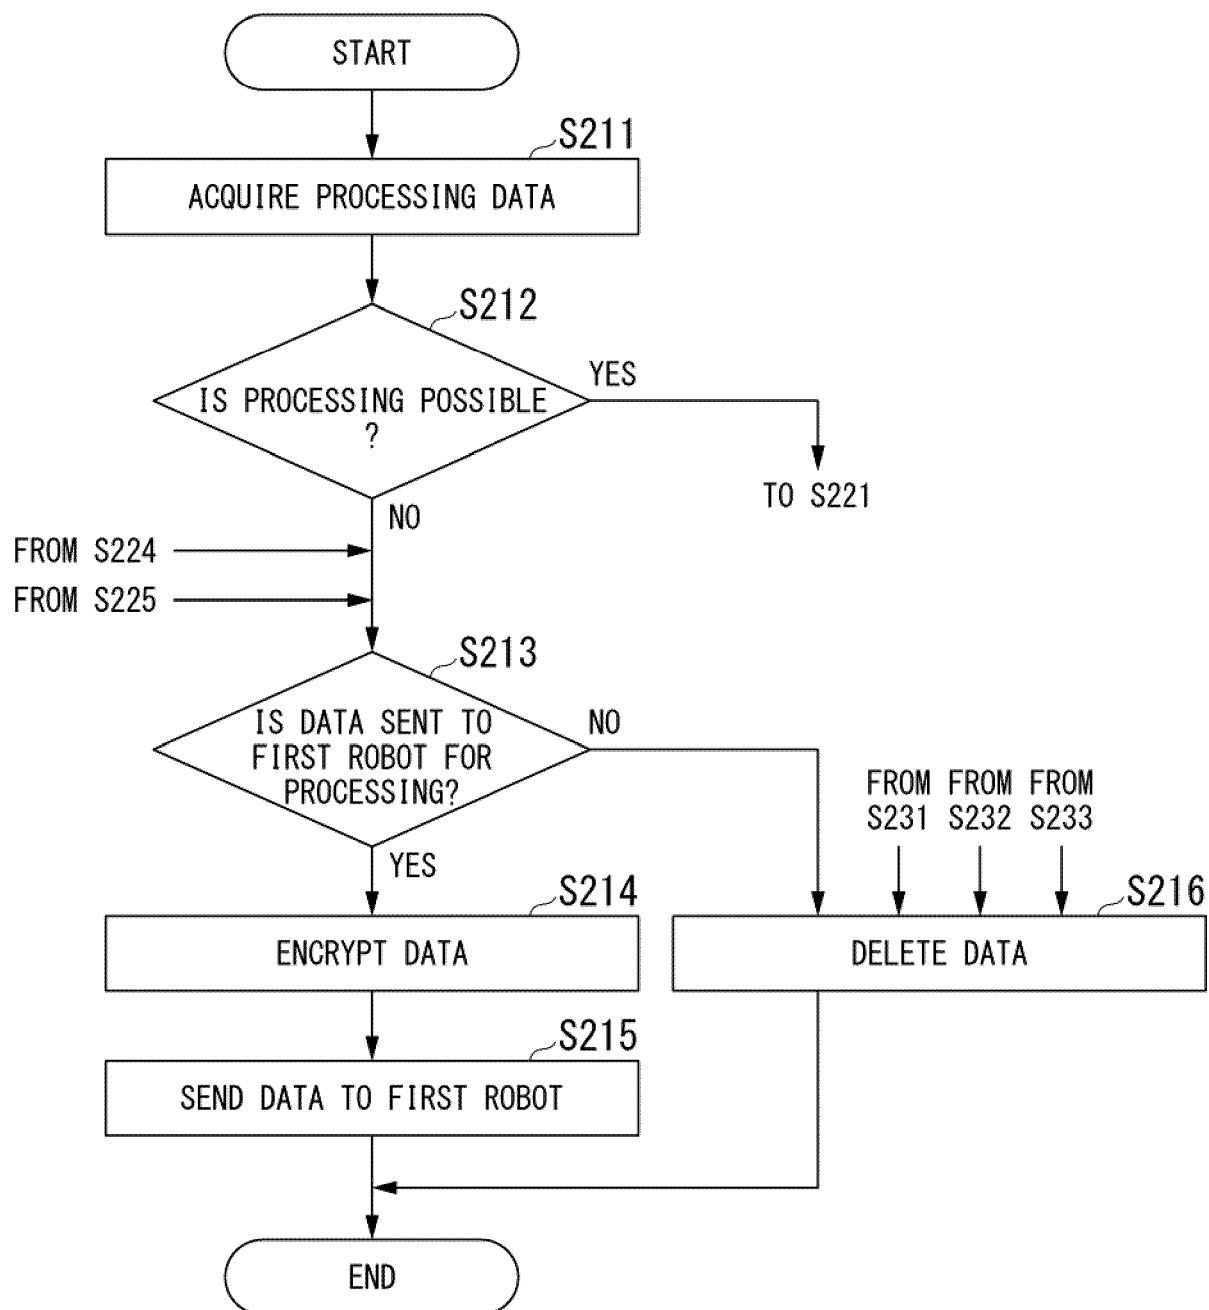 START
S211
ACQUIRE PROCESSING DATA
S212
IS PROCESSING POSSIBLE
?
YES
TO S221
NO
FROM S224
FROM S225
S213
IS DATA SENT TO
FIRST ROBOT FOR
PROCESSING?
NO
YES
FROM FROM FROM
S231 S232 S233
S214
ENCRYPT DATA
S216
DELETE DATA
S215
SEND DATA TO FIRST ROBOT
END